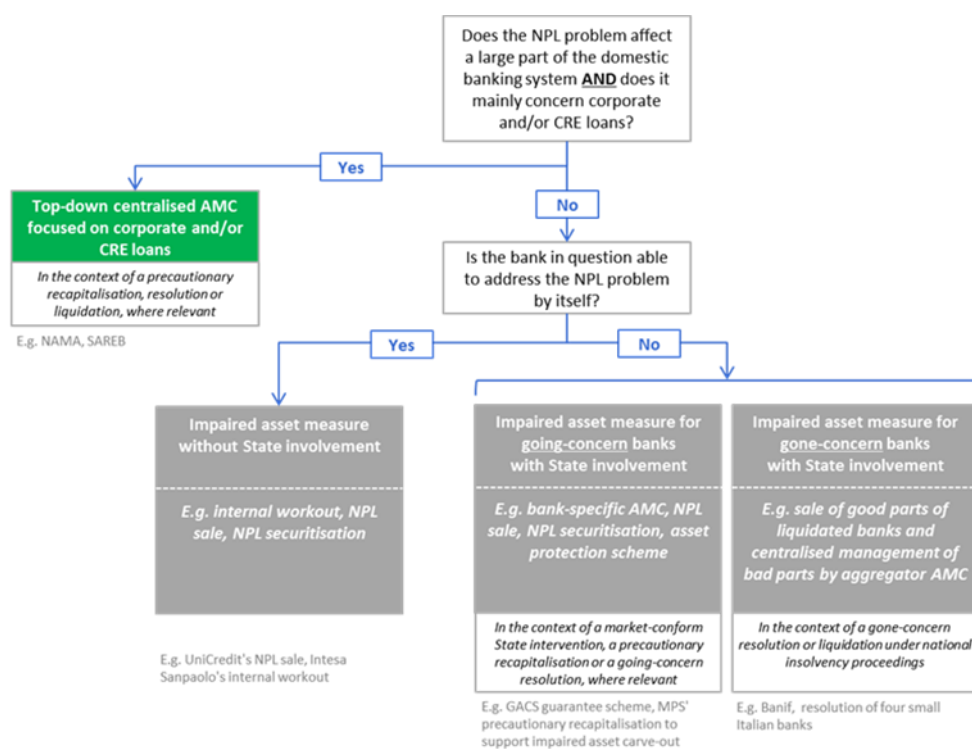 Does the NPL problem affect
a large part of the domestic
banking system AND does it
mainly concern corporate
and/or CRE loans?
Yes
No
Top-down centralised AMC
focused on corporate and/or
CRE loans
In the context of a precautionary
recapitalisation, resolution or
liquidation, where relevant
E.g. NAMA, SAREB
Is the bank in question able
to address the NPL problem
by itself?
Yes
No
Impaired asset measure
without State involvement
E.g. internal workout, NPL
sale, NPL securitisation
E.g. UniCredit's NPL sale, Intesa
Sanpaolo's internal workout
Impaired asset measure for
going-concern banks
with State involvement
E.g. bank-specific AMC, NPL
sale, NPL securitisation, asset
protection scheme
In the context of a market-conform
State intervention, a precautionary
recapitalisation or a going-concern
resolution, where relevant
E.g. GACS guarantee scheme, MPS'
precautionary recapitalisation to
support impaired asset carve-out
Impaired asset measure for
gone-concern banks
with State involvement
E.g. sale of good parts of
liquidated banks and
centralised management of
bad parts by aggregator AMC
In the context of a gone-concern
resolution or liquidation under national
insolvency proceedings
E.g. Banif, resolution of four small
Italian banks